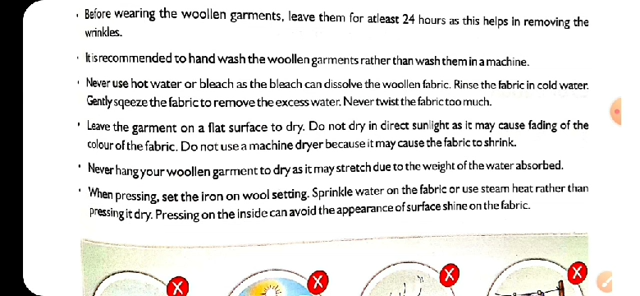 · Before wearing the woollen garments, leave them for atleast 24 hours as this helps in removing the
wrinkles.
· It is recommended to hand wash the woollen garments rather than wash them in a machine.
· Never use hot water or bleach as the bleach can dissolve the woollen fabric. Rinse the fabric in cold water.
Gently sqeeze the fabric to remove the excess water. Never twist the fabric too much.
· Leave the garment on a flat surface to dry. Do not dry in direct sunlight as it may cause fading of the
colour of the fabric. Do not use a machine dryer because it may cause the fabric to shrink.
· Never hang your woollen garment to dry as it may stretch due to the weight of the water absorbed.
· When pressing, set the iron on wool setting. Sprinkle water on the fabric or use steam heat rather than
pressing it dry. Pressing on the inside can avoid the appearance of surface shine on the fabric.